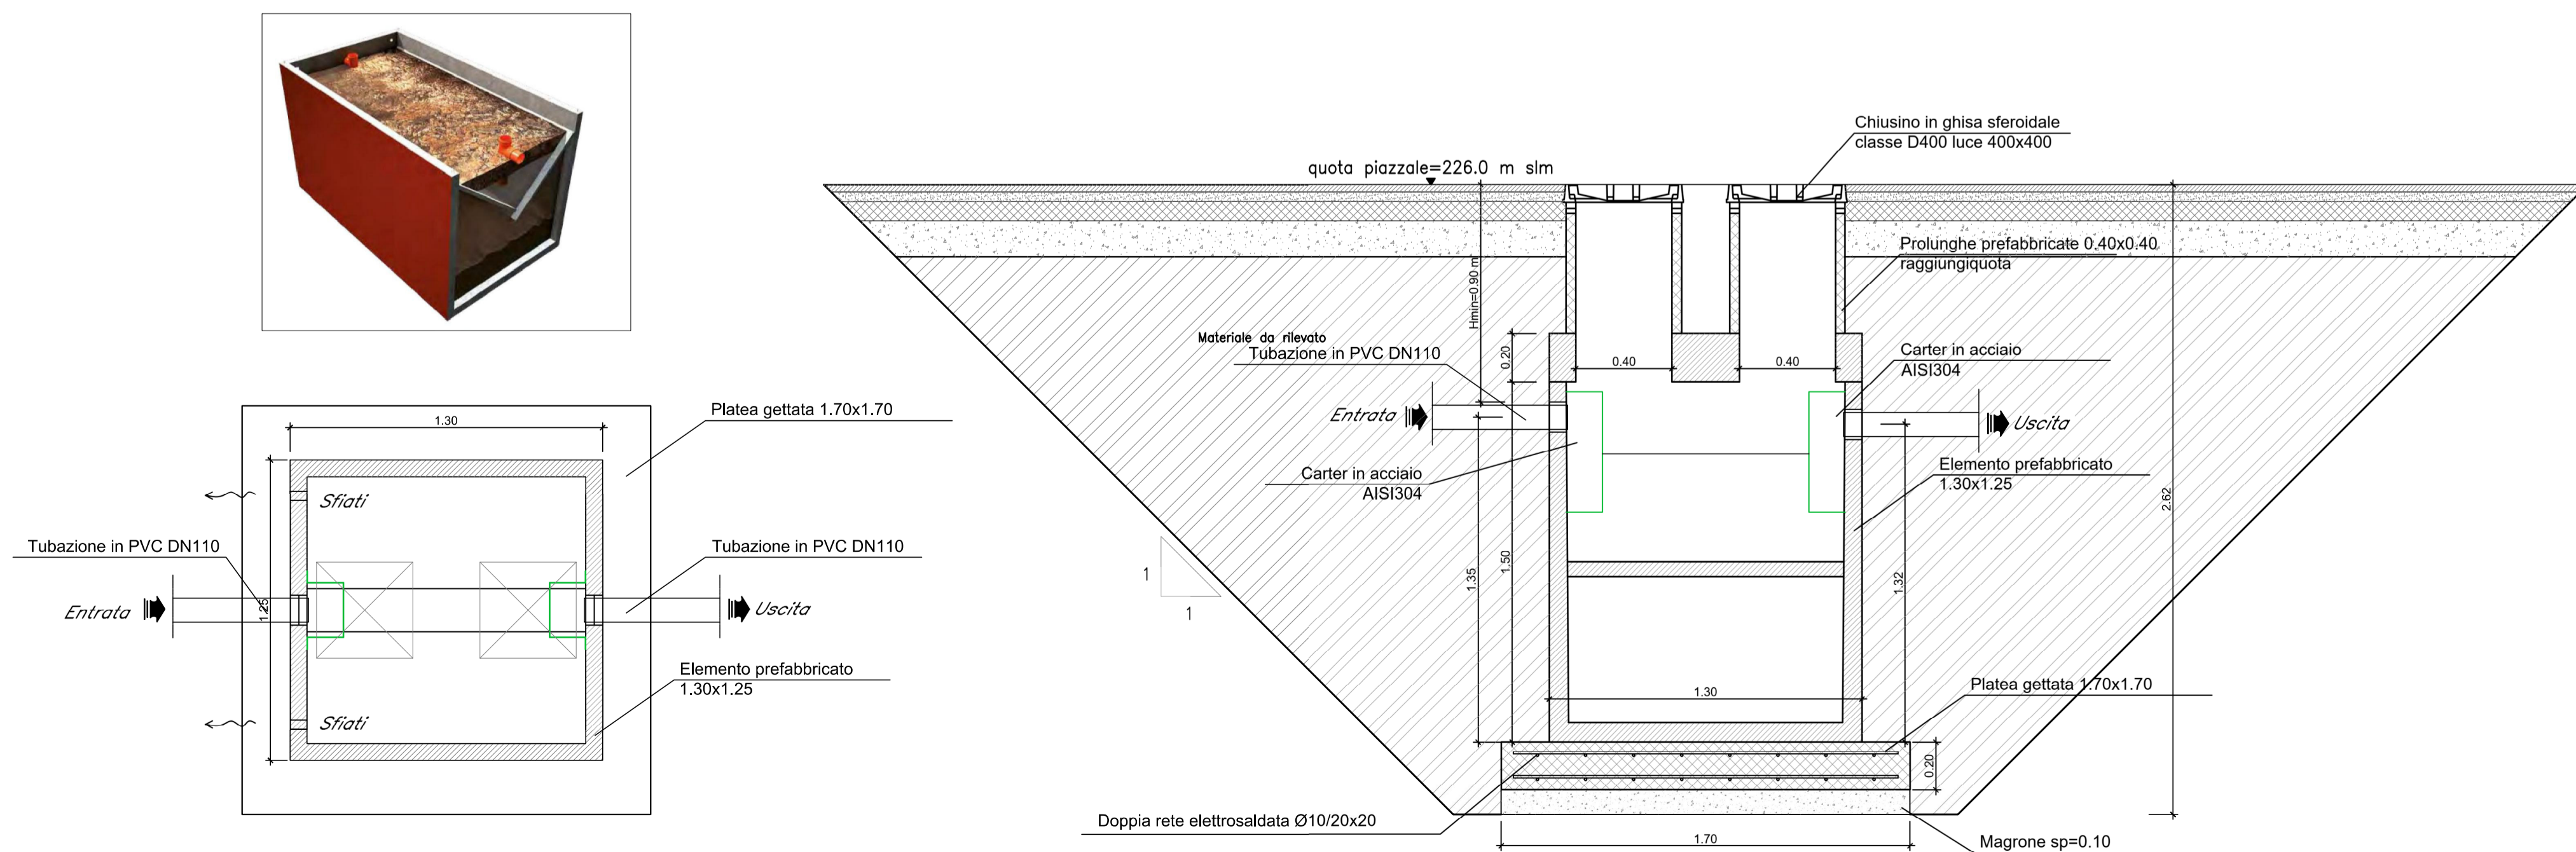 Chiusino in ghisa sferoidale
classe D400 luce 400x400
quota piazzale=226.0 m slm
Prolunghe prefabbricate 0.40x0.40
raggiungiquota
Hmin=0.90 m
Materiale da rilevato
Tubazione in PVC DN110
0.20
0.40
0.40
Carter in acciaio
AISI304
Entrata
Uscita
Carter in acciaio
AISI304
Elemento prefabbricato
1.30x1.25
2.62
1
1
1.35
1.50
1.32
1.30
Platea gettata 1.70x1.70
0.20
Doppia rete elettrosaldata Ø10/20x20
1.70
Magrone sp=0.10
Platea gettata 1.70x1.70
1.30
Sfiati
Tubazione in PVC DN110
Tubazione in PVC DN110
1.25
Entrata
Uscita
Elemento prefabbricato
1.30x1.25
Sfiati